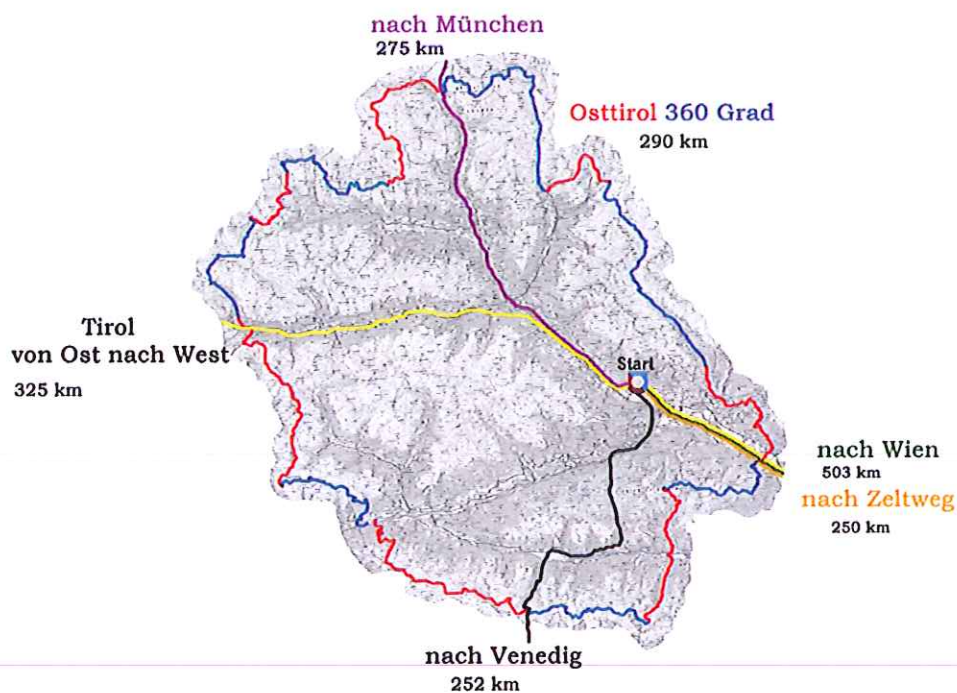 nach München
275 km
Osttirol 360 Grad
290 km
Tirol
von Ost nach West
325 km
Start
nach Wien
503 km
nach Zeltweg
250 km
nach Venedig
252 km